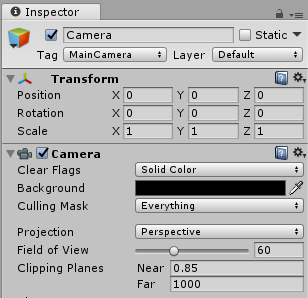 Inspector
Camera Static
Tag MainCamera Layer Default
Transform
Position X 0 Y 0 Z 0
Rotation X 0 Y 0 Z 0
Scale X 1 Y 1 Z 1
Camera
Clear Flags Solid Color
Background
Culling Mask Everything
Projection Perspective
Field of View 60
Clipping Planes Near 0.85
Far 1000